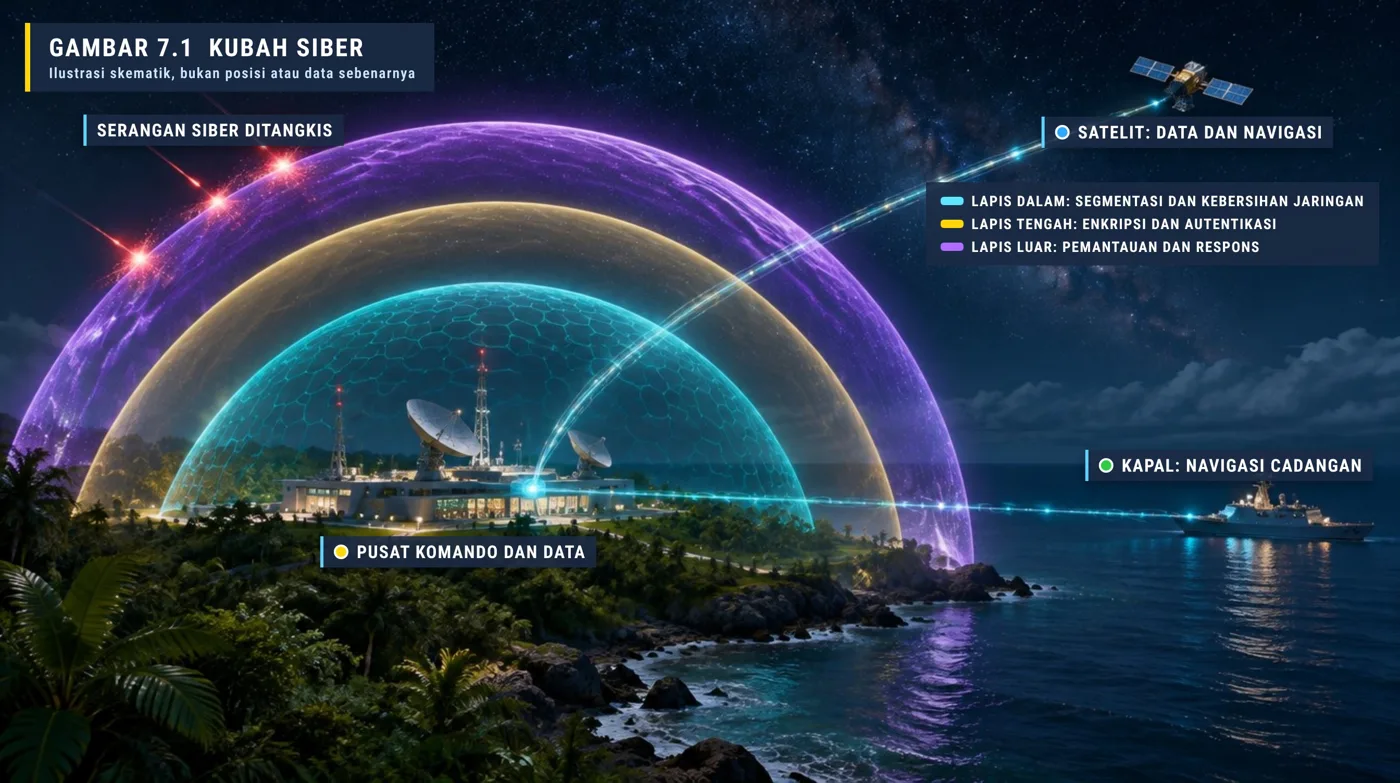 GAMBAR 7.1 KUBAH SIBER
Ilustrasi skematik, bukan posisi atau data sebenarnya
SERANGAN SIBER DITANGKIS
SATELIT: DATA DAN NAVIGASI
LAPIS DALAM: SEGMENTASI DAN KEBERSIHAN JARINGAN
LAPIS TENGAH: ENKRIPSI DAN AUTENTIKASI
LAPIS LUAR: PEMANTAUAN DAN RESPONS
KAPAL: NAVIGASI CADANGAN
PUSAT KOMANDO DAN DATA